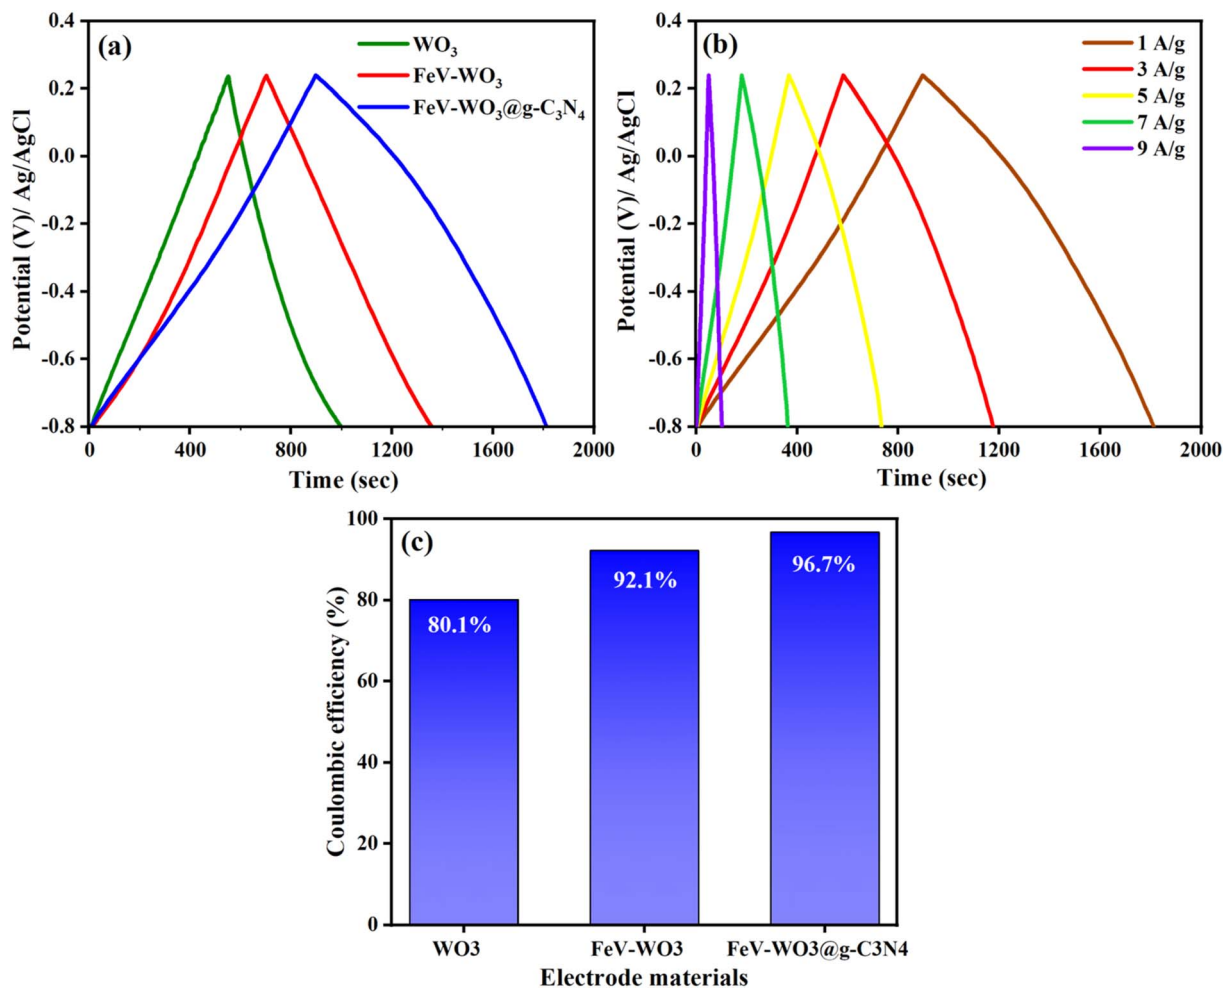 (a)
WO₃
FeV-WO₃
FeV-WO₃@g-C₃N₄
0.4
0.2
0.0
-0.2
-0.4
-0.6
-0.8
Potential (V)/ Ag/AgCl
0 400 800 1200 1600 2000
Time (sec)
(b)
1 A/g
3 A/g
5 A/g
7 A/g
9 A/g
0.4
0.2
0.0
-0.2
-0.4
-0.6
-0.8
Potential (V)/ Ag/AgCl
0 400 800 1200 1600 2000
Time (sec)
(c)
100
80
60
40
20
0
Coulombic efficiency (%)
80.1%
92.1%
96.7%
WO3 FeV-WO3 FeV-WO3@g-C3N4
Electrode materials